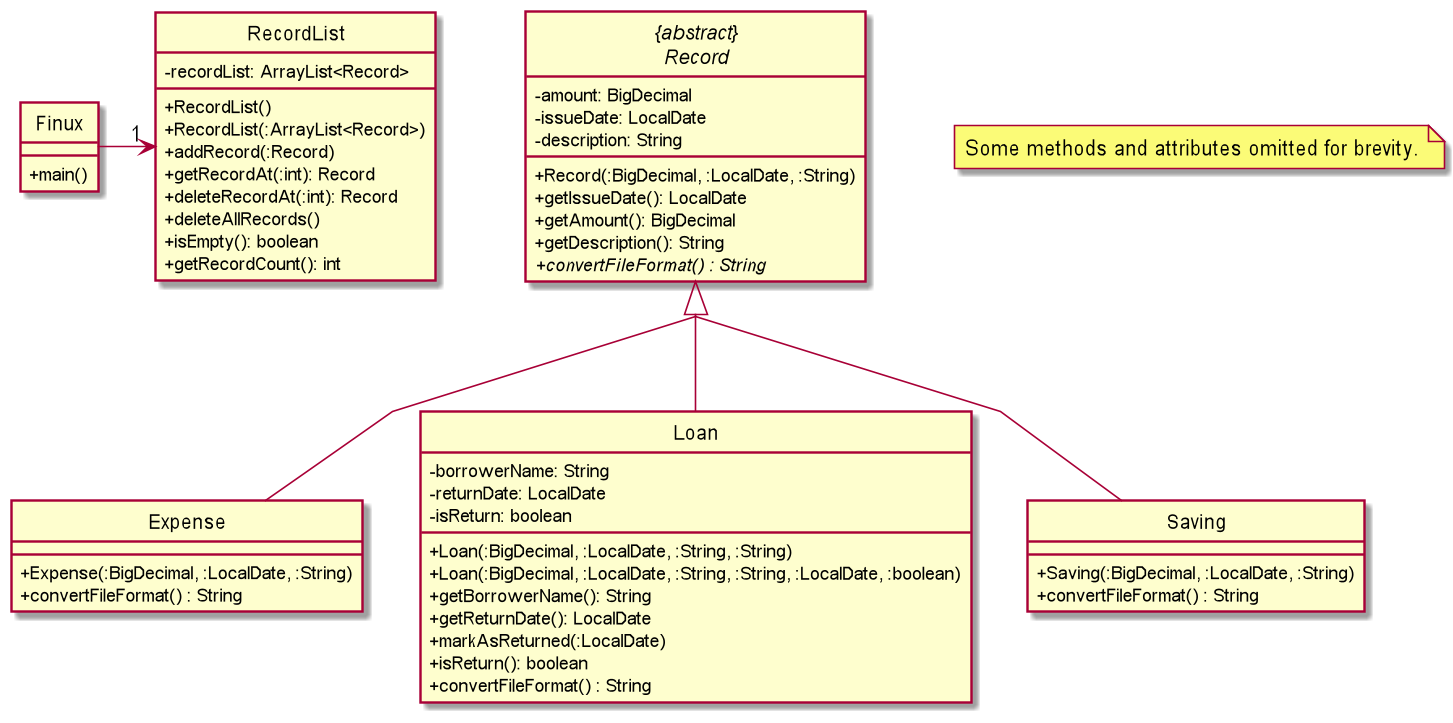 Finux
+main()
1
RecordList
-recordList: ArrayList<Record>
+RecordList()
+RecordList(:ArrayList<Record>)
+addRecord(:Record)
+getRecordAt(:int): Record
+deleteRecordAt(:int): Record
+deleteAllRecords()
+isEmpty(): boolean
+getRecordCount(): int
{abstract}
Record
-amount: BigDecimal
-issueDate: LocalDate
-description: String
+Record(:BigDecimal, :LocalDate, :String)
+getIssueDate(): LocalDate
+getAmount(): BigDecimal
+getDescription(): String
+convertFileFormat() : String
Some methods and attributes omitted for brevity.
Expense
+Expense(:BigDecimal, :LocalDate, :String)
+convertFileFormat() : String
Loan
-borrowerName: String
-returnDate: LocalDate
-isReturn: boolean
+Loan(:BigDecimal, :LocalDate, :String, :String)
+Loan(:BigDecimal, :LocalDate, :String, :String, :LocalDate, :boolean)
+getBorrowerName(): String
+getReturnDate(): LocalDate
+markAsReturned(:LocalDate)
+isReturn(): boolean
+convertFileFormat() : String
Saving
+Saving(:BigDecimal, :LocalDate, :String)
+convertFileFormat() : String